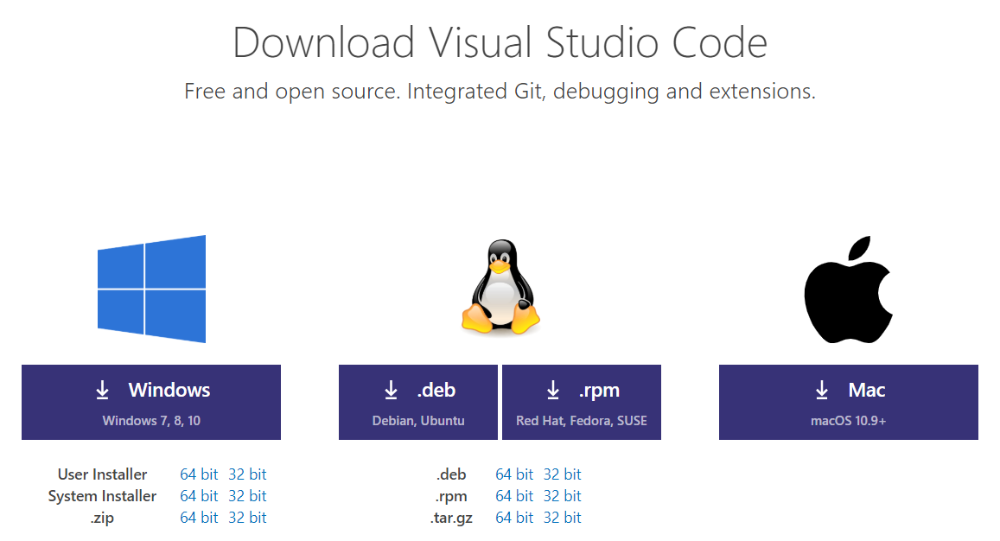 Download Visual Studio Code
Free and open source. Integrated Git, debugging and extensions.
Windows
Windows 7, 8, 10
User Installer 64 bit 32 bit
System Installer 64 bit 32 bit
.zip 64 bit 32 bit
.deb
Debian, Ubuntu
.rpm
Red Hat, Fedora, SUSE
.deb 64 bit 32 bit
.rpm 64 bit 32 bit
.tar.gz 64 bit 32 bit
Mac
macOS 10.9+